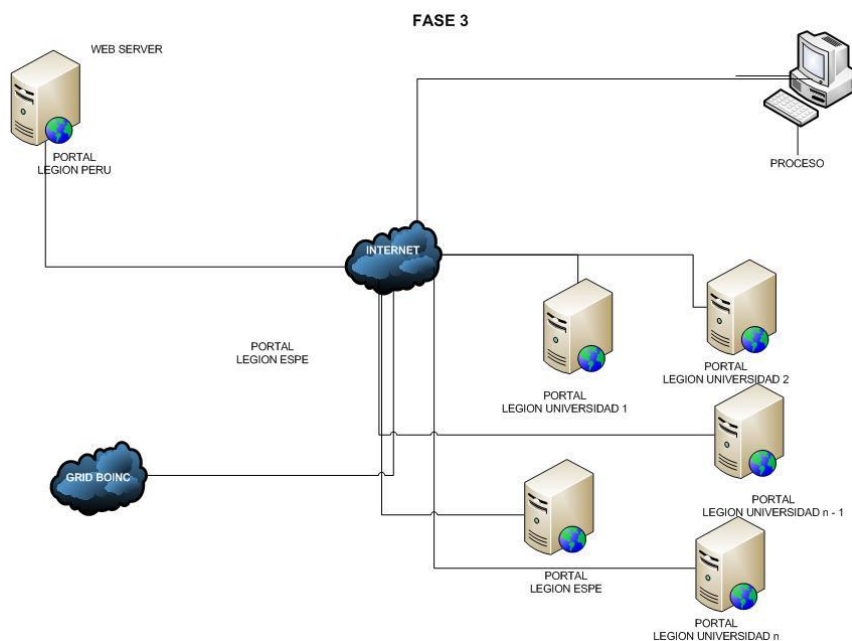 FASE 3
WEB SERVER
PORTAL
LEGION PERU
PROCESO
INTERNET
PORTAL
LEGION ESPE
PORTAL
LEGION UNIVERSIDAD 1
PORTAL
LEGION UNIVERSIDAD 2
GRID BOINC
PORTAL
LEGION UNIVERSIDAD n - 1
PORTAL
LEGION ESPE
PORTAL
LEGION UNIVERSIDAD n